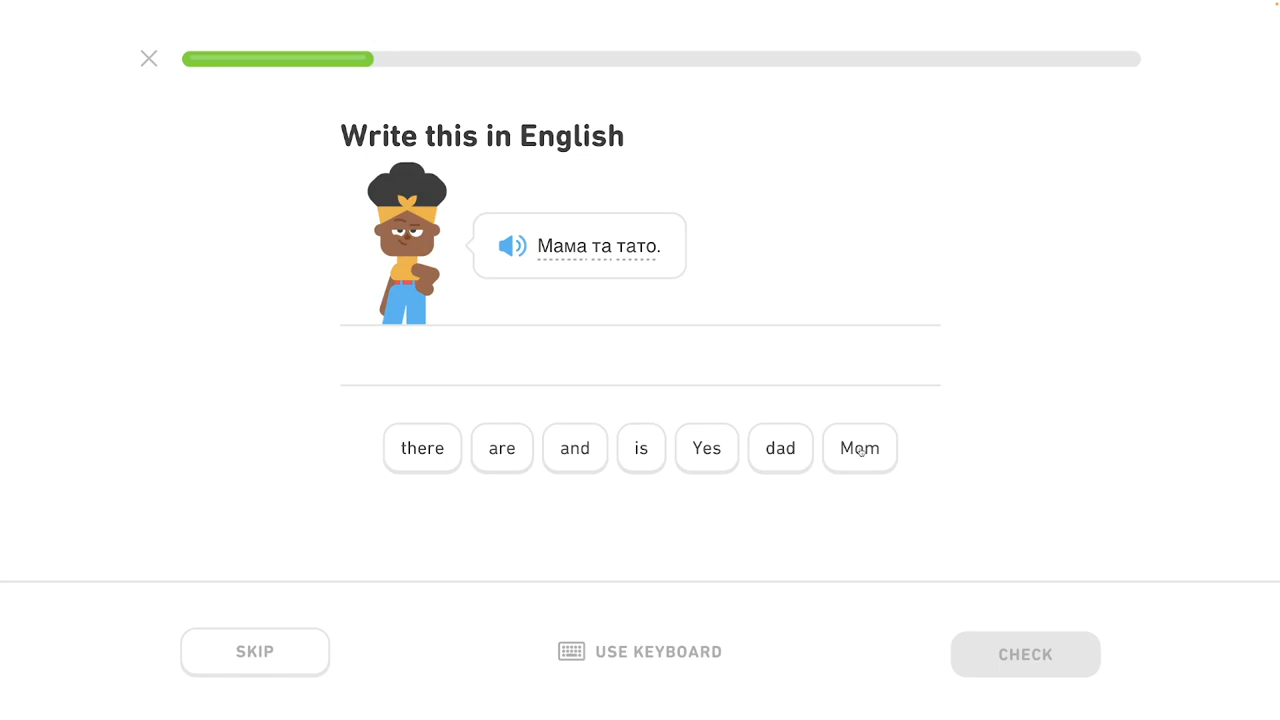 Write this in English
Мама та тато.
there are and is Yes dad Mom
SKIP
USE KEYBOARD
CHECK